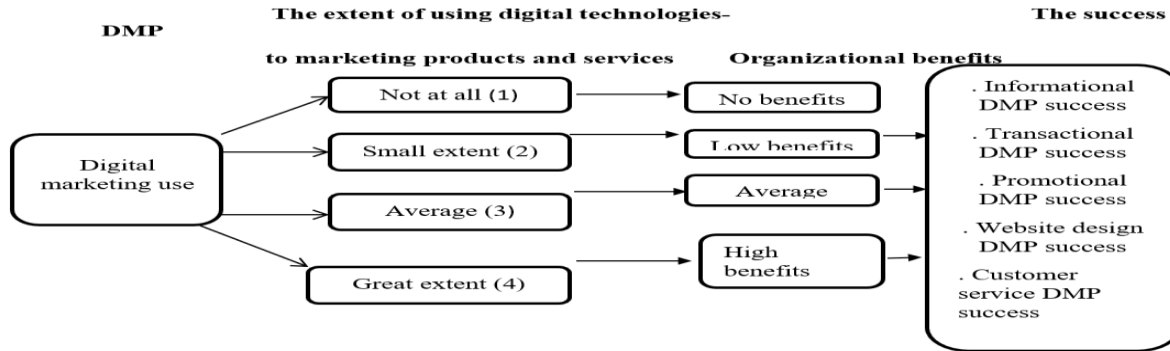 DMP
The extent of using digital technologies-
to marketing products and services
Organizational benefits
The success
Digital
marketing use
Not at all (1)
Small extent (2)
Average (3)
Great extent (4)
No benefits
Low benefits
Average
High
benefits
. Informational
DMP success
. Transactional
DMP success
. Promotional
DMP success
. Website design
DMP success
. Customer
service DMP
success